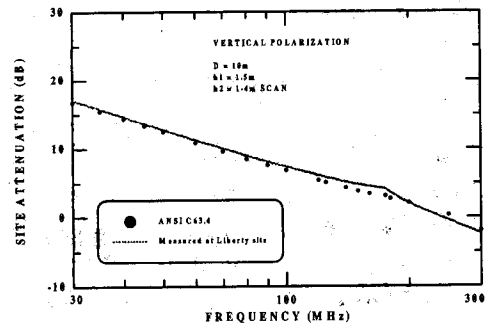 30
20
10
0
-10
SITE ATTENUATION (dB)
VERTICAL POLARIZATION
D = 10m
h1 = 1.5m
h2 = 1-4m SCAN
ANSI C63.4
Measured at Liberty site
30
100
300
FREQUENCY (MHz)